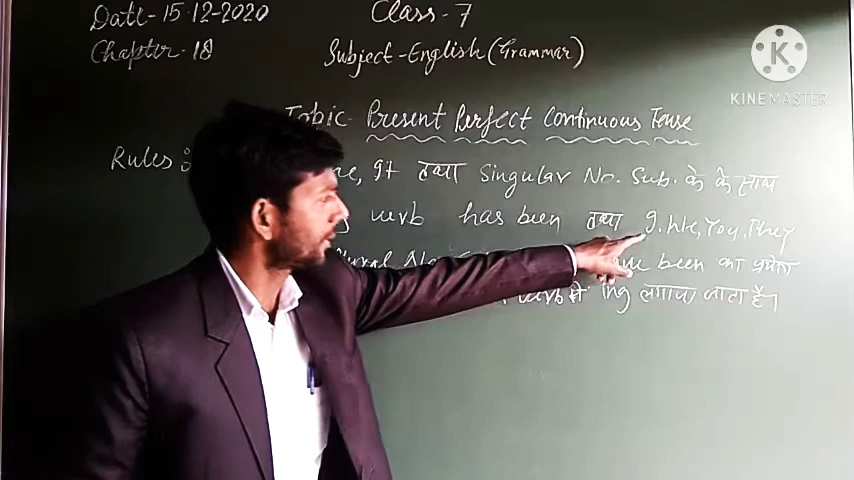 Date-15-12-2020
Class-7
Chapter-18
Subject-English (Grammar)
KINEMASTER
Topic- Present Perfect Continuous Tense
Rules:
It तथा Singular No. Sub. के के साथ
verb has been तथा I, We, You, They
been का प्रयोग
verb में ing लगाया जाता है।